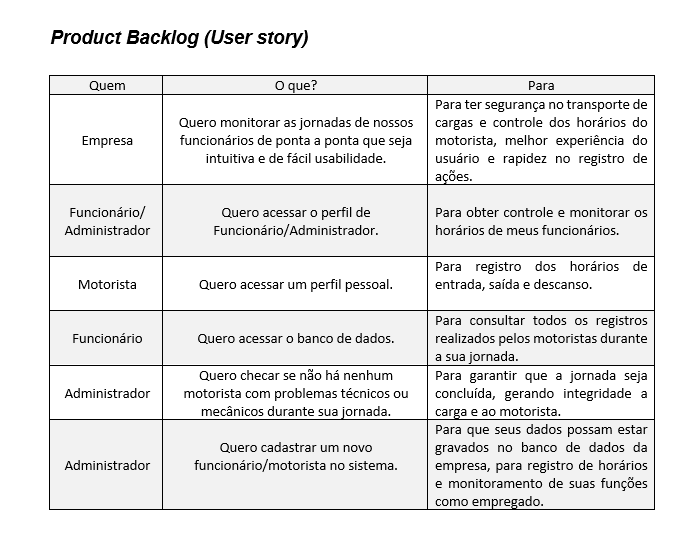 Product Backlog (User story)
Quem O que? Para
Empresa
Quero monitorar as jornadas de nossos
funcionários de ponta a ponta que seja
intuitiva e de fácil usabilidade.
Para ter segurança no transporte de
cargas e controle dos horários do
motorista, melhor experiência do
usuário e rapidez no registro de
ações.
Funcionário/
Administrador
Quero acessar o perfil de
Funcionário/Administrador.
Para obter controle e monitorar os
horários de meus funcionários.
Motorista
Quero acessar um perfil pessoal.
Para registro dos horários de
entrada, saída e descanso.
Funcionário
Quero acessar o banco de dados.
Para consultar todos os registros
realizados pelos motoristas durante
a sua jornada.
Administrador
Quero checar se não há nenhum
motorista com problemas técnicos ou
mecânicos durante sua jornada.
Para garantir que a jornada seja
concluída, gerando integridade a
carga e ao motorista.
Administrador
Quero cadastrar um novo
funcionário/motorista no sistema.
Para que seus dados possam estar
gravados no banco de dados da
empresa, para registro de horários
e monitoramento de suas funções
como empregado.